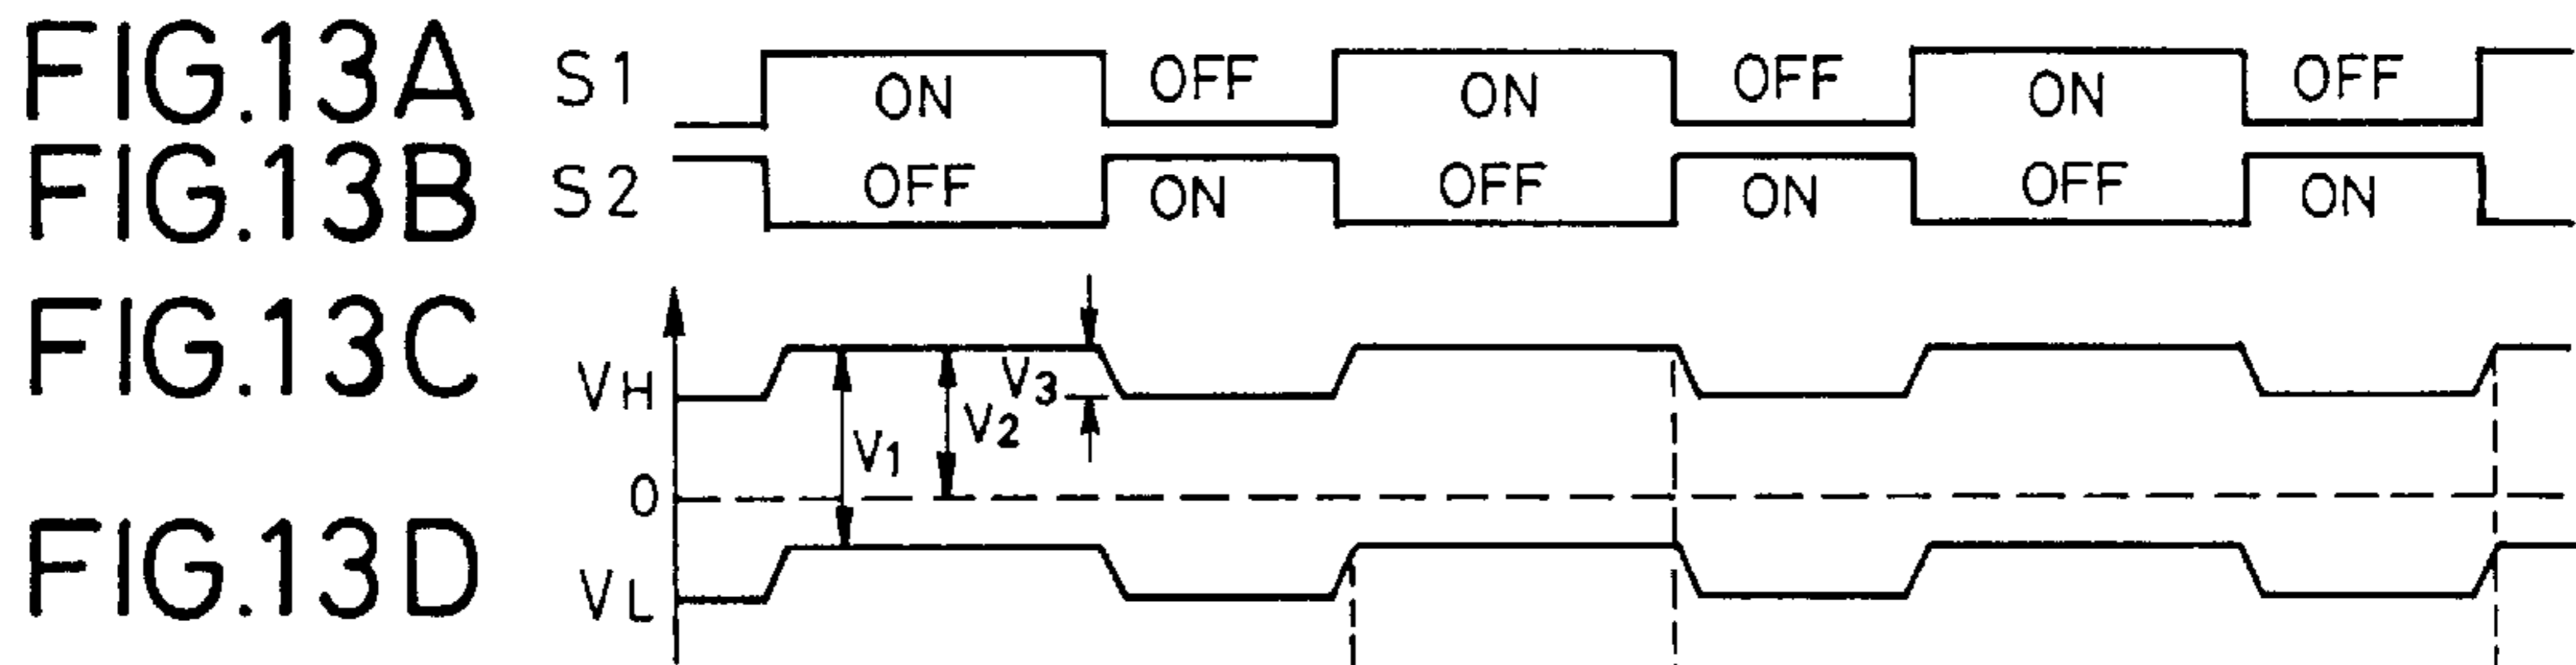 FIG.13A S1 ON OFF ON OFF ON OFF
FIG.13B S2 OFF ON OFF ON OFF ON
FIG.13C VH V1 V2 V3
0
FIG.13D VL